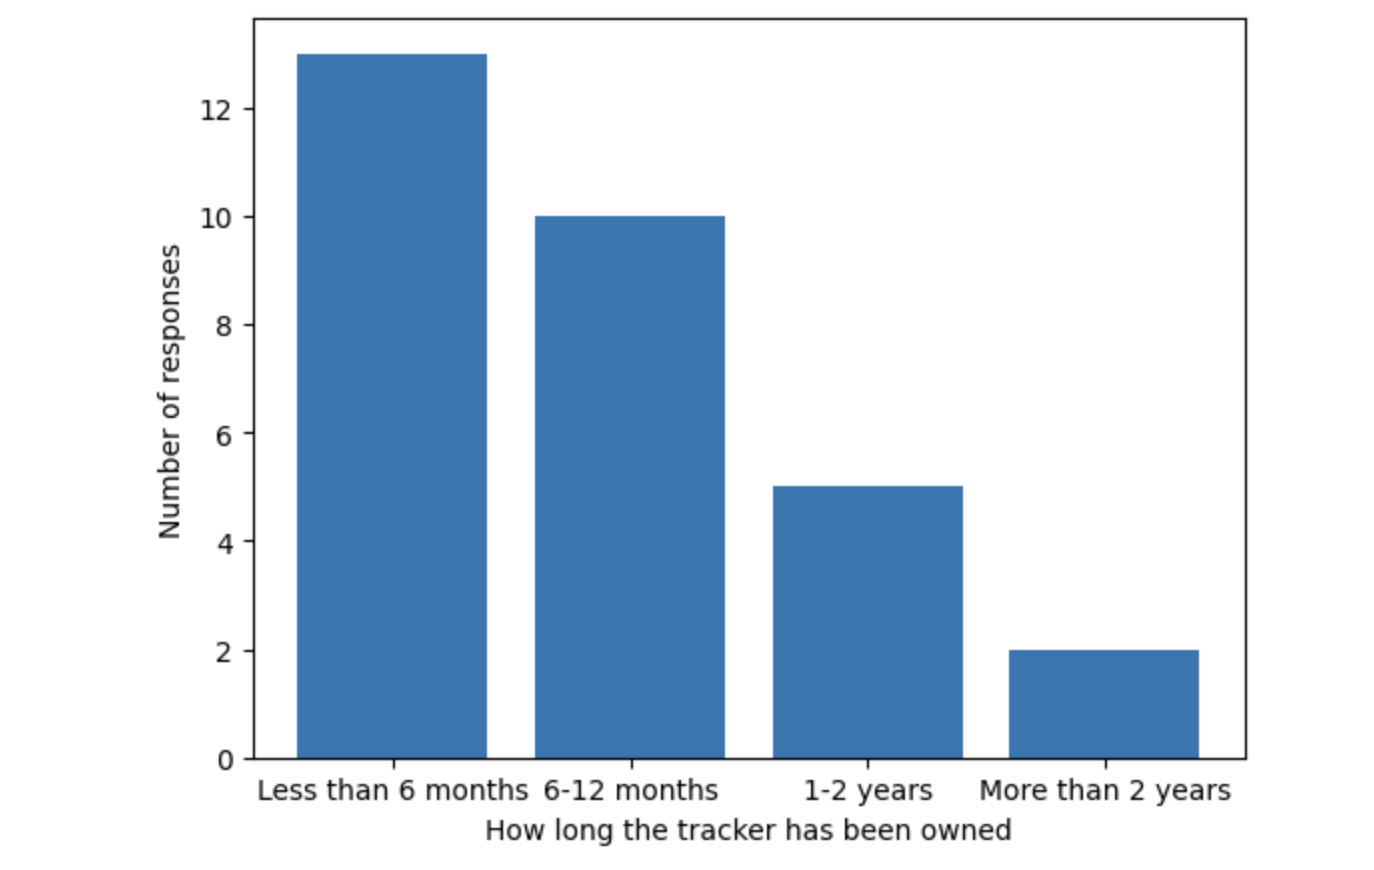 12
10
8
6
4
2
0
Number of responses
Less than 6 months 6-12 months 1-2 years More than 2 years
How long the tracker has been owned